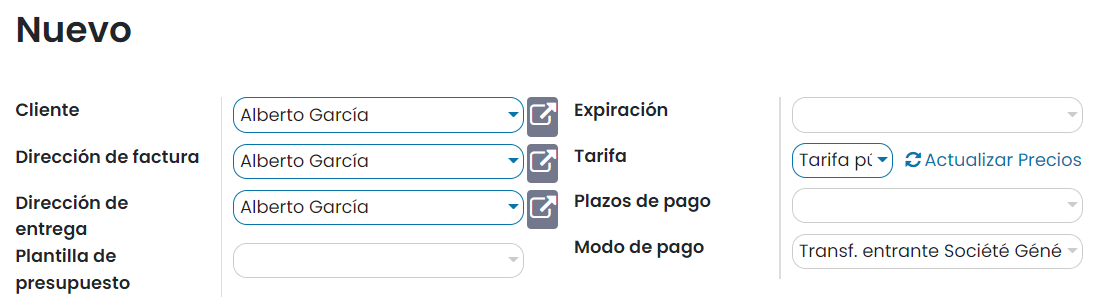 Nuevo
Cliente
Alberto García
Dirección de factura
Alberto García
Dirección de
entrega
Alberto García
Plantilla de
presupuesto
Expiración
Tarifa
Tarifa pú
Actualizar Precios
Plazos de pago
Modo de pago
Transf. entrante Société Géné